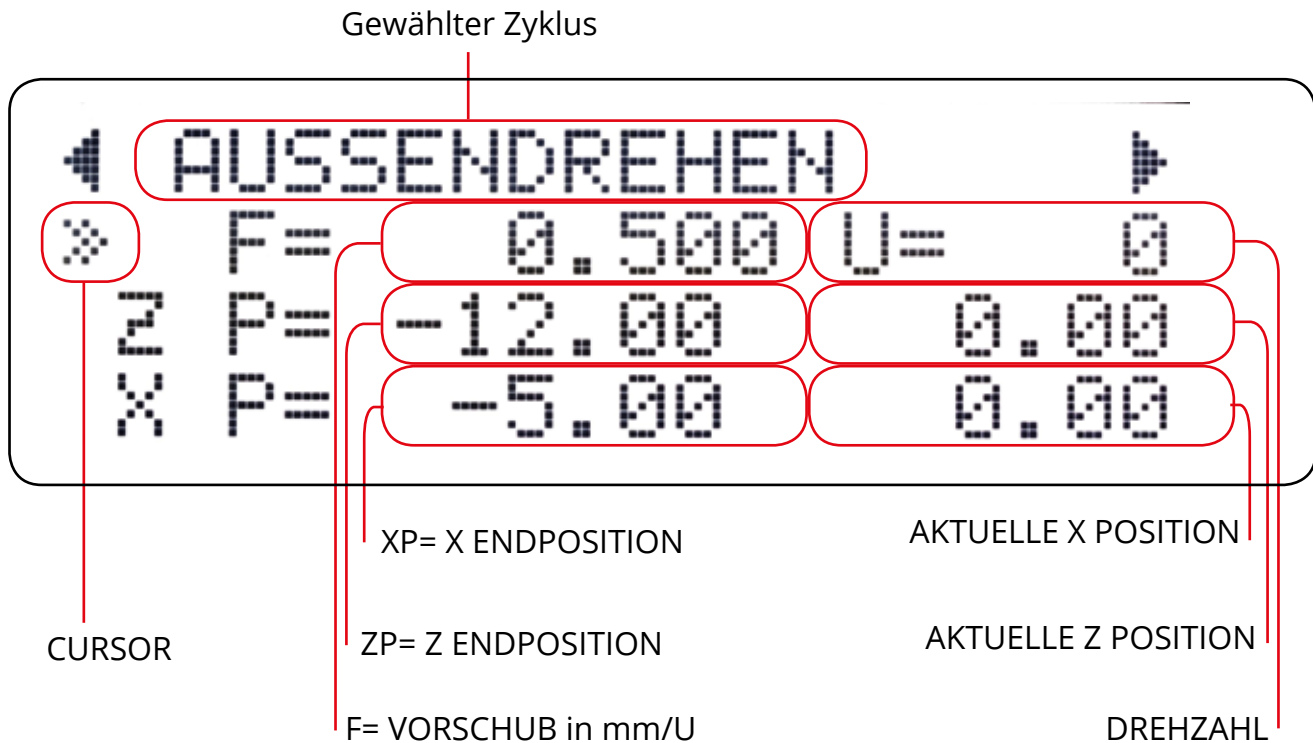 Gewählter Zyklus
AUSSENDREHEN
F= 0.500 U= 0
Z P= -12.00 0.00
X P= -5.00 0.00
XP= X ENDPOSITION
AKTUELLE X POSITION
CURSOR
ZP= Z ENDPOSITION
AKTUELLE Z POSITION
F= VORSCHUB in mm/U
DREHZAHL